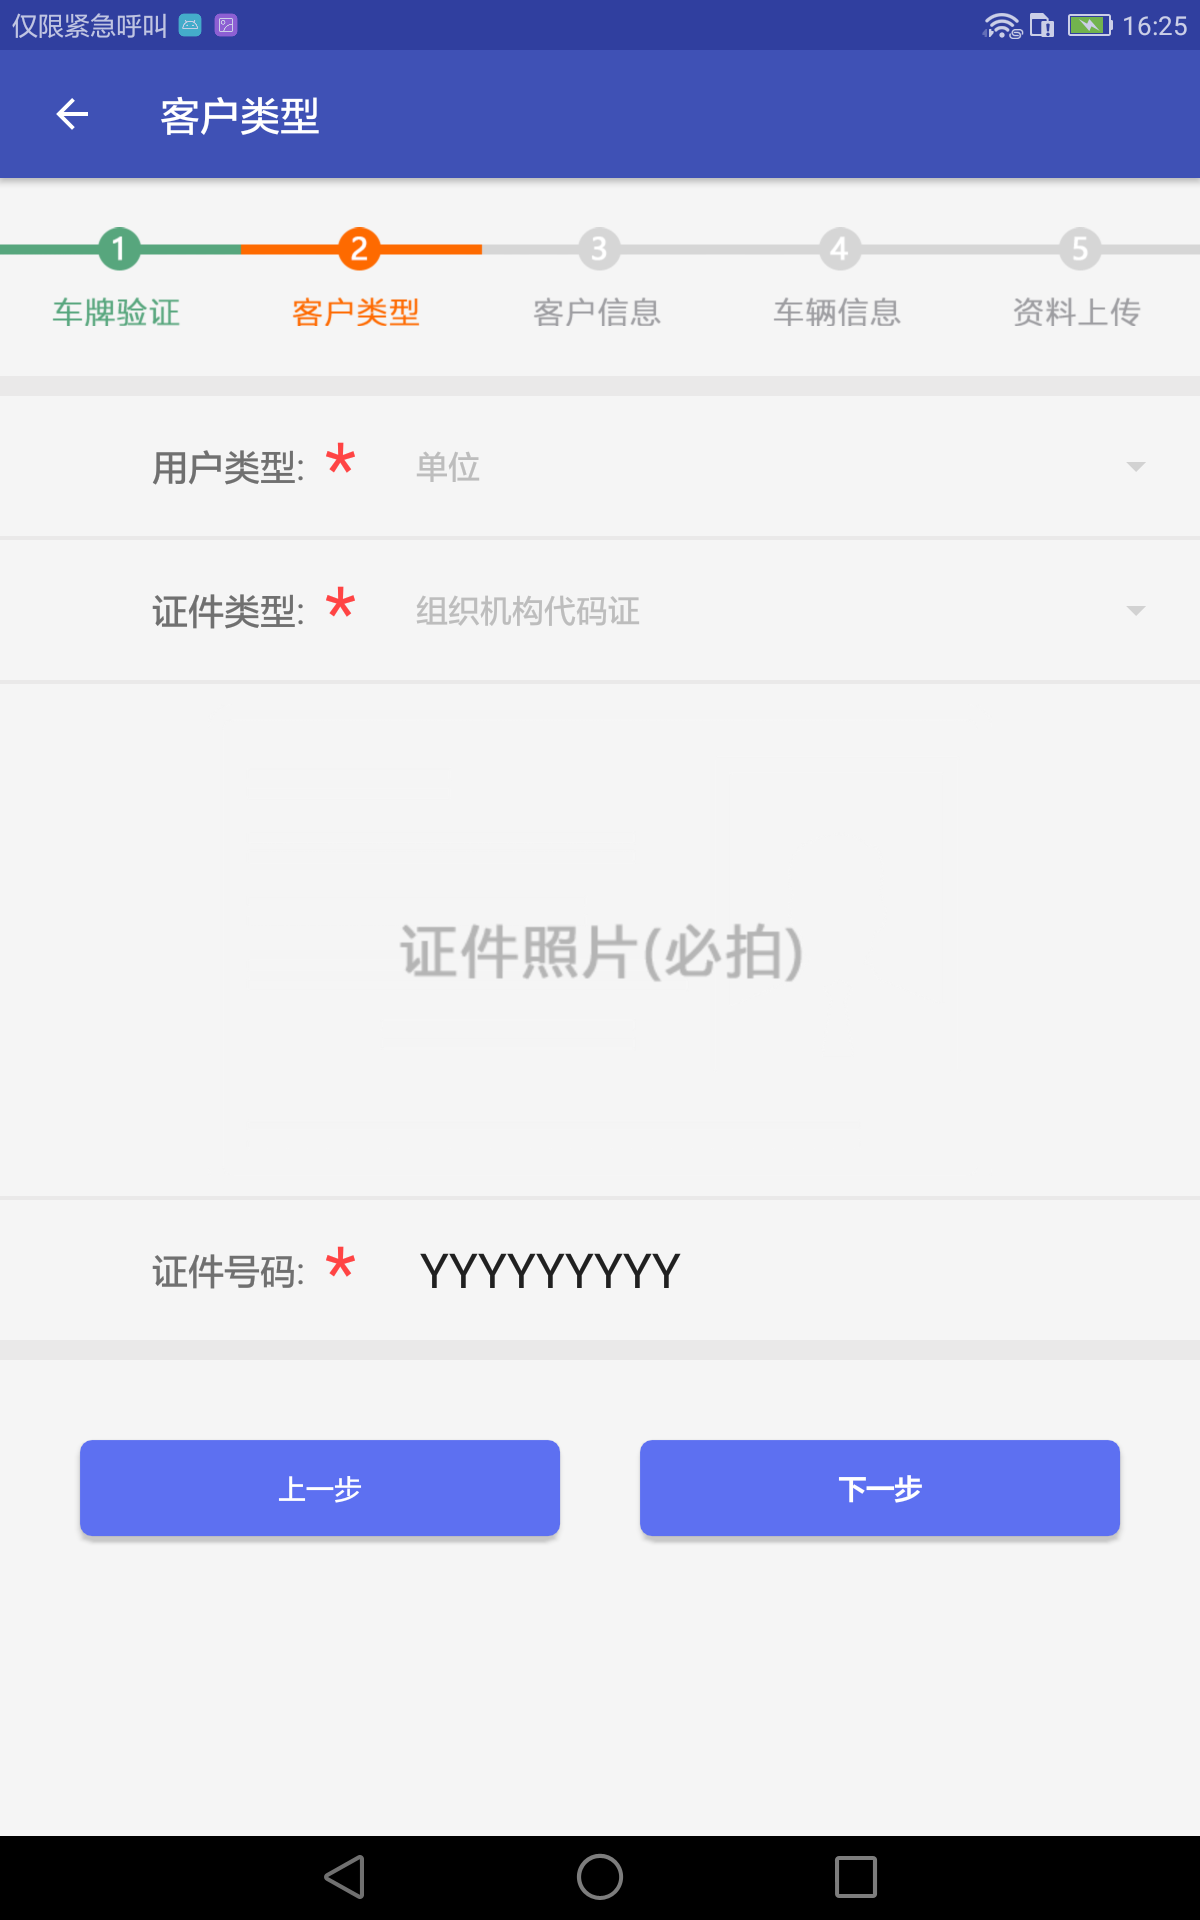 仅限紧急呼叫 16:25
客户类型
1 2 3 4 5
车牌验证 客户类型 客户信息 车辆信息 资料上传
用户类型: * 单位
证件类型: * 组织机构代码证
证件照片(必拍)
证件号码: * YYYYYYYYY
上一步 下一步